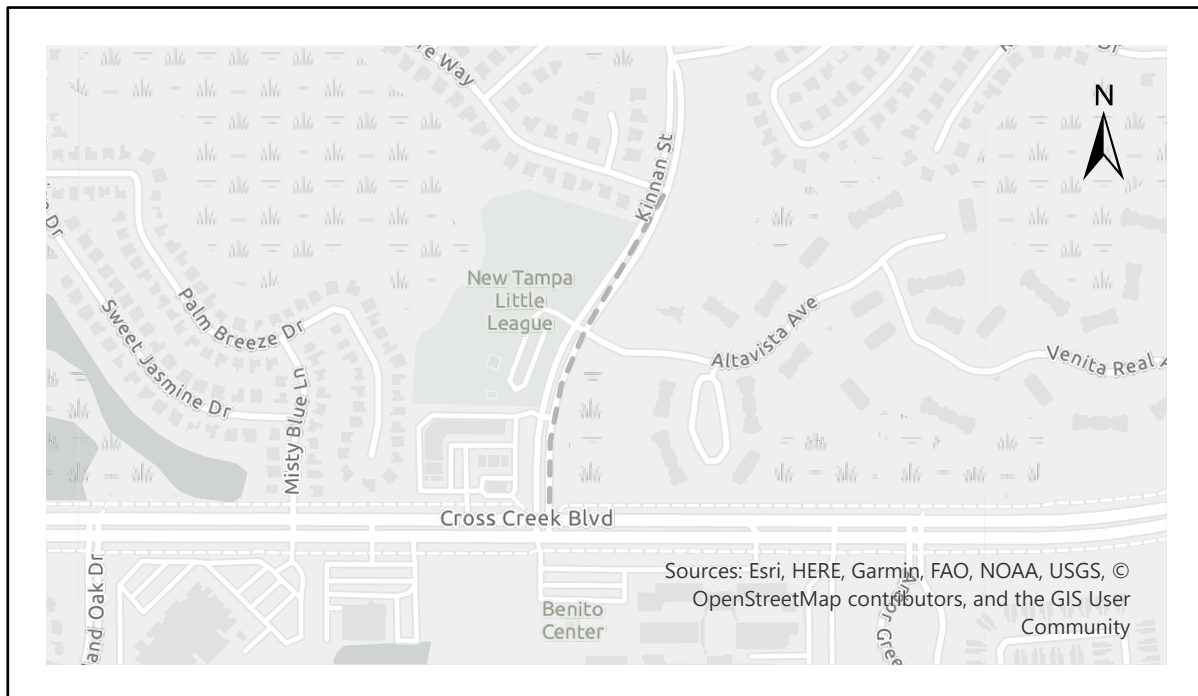 N
Kinnan St
New Tampa
Little
League
Palm Breeze Dr
Sweet Jasmine Dr
Misty Blue Ln
Altavista Ave
Venita Real
Cross Creek Blvd
Sources: Esri, HERE, Garmin, FAO, NOAA, USGS, ©
OpenStreetMap contributors, and the GIS User
Community
Benito
Center
Way
Dr
Dr
Oak Dr